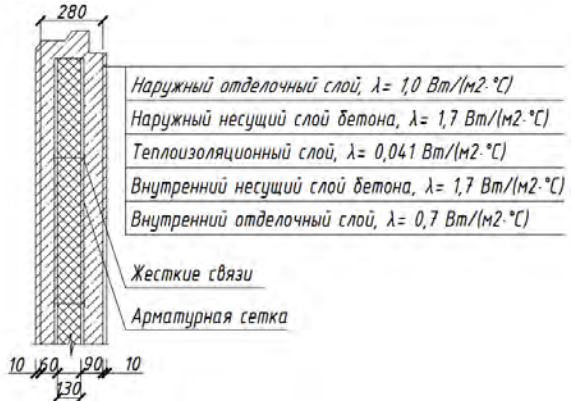 280
Наружный отделочный слой, λ= 1,0 Вт/(м2·°С)
Наружный несущий слой бетона, λ= 1,7 Вт/(м2·°С)
Теплоизоляционный слой, λ= 0,041 Вт/(м2·°С)
Внутренний несущий слой бетона, λ= 1,7 Вт/(м2·°С)
Внутренний отделочный слой, λ= 0,7 Вт/(м2·°С)
Жесткие связи
Арматурная сетка
10 60 90 10
130